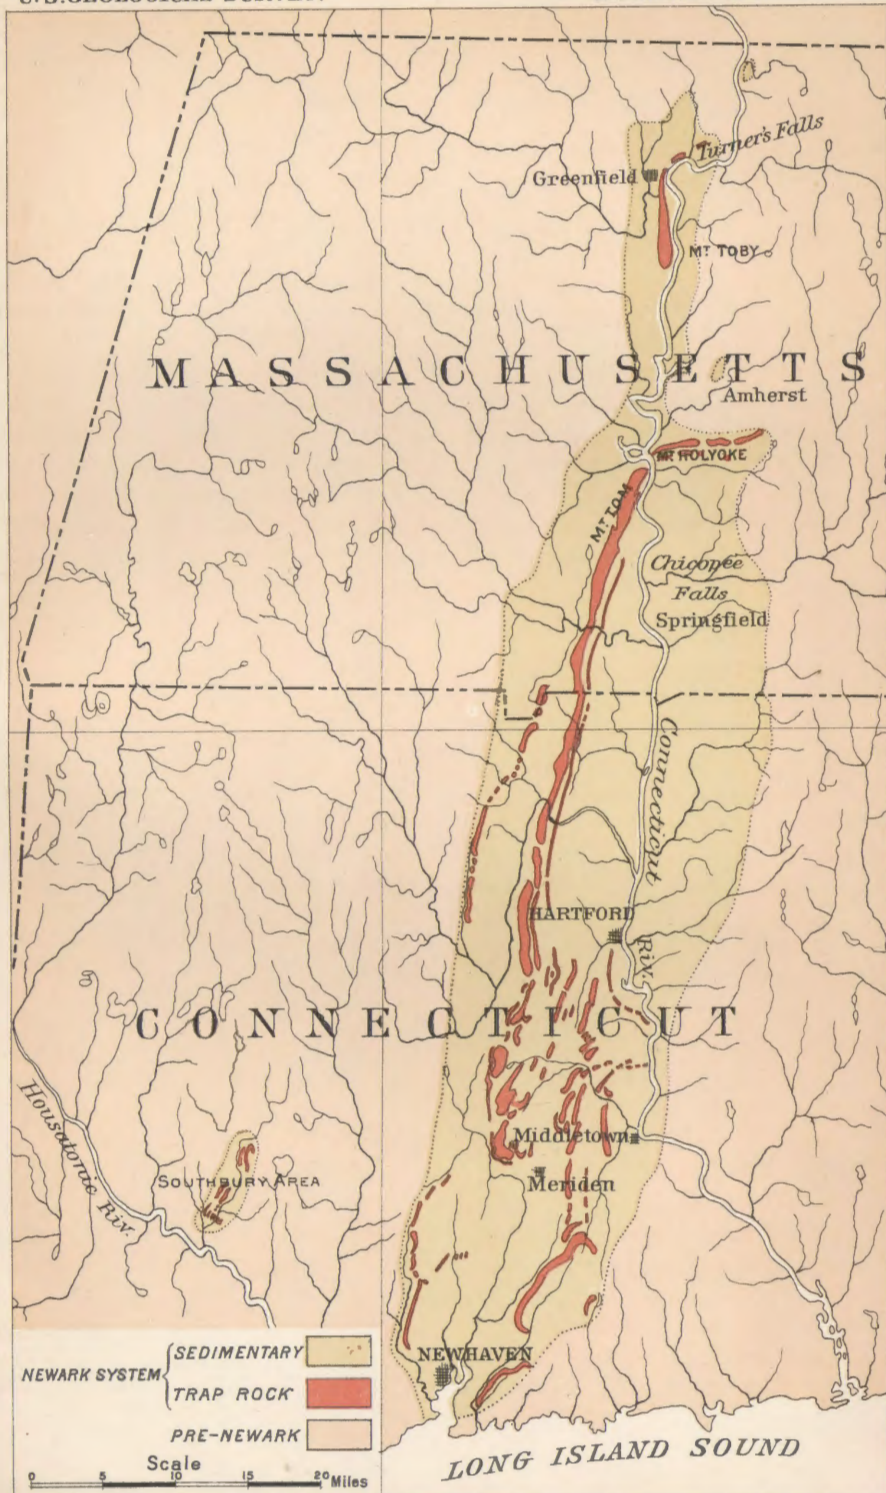 Turner's Falls
Greenfield
MT TOBY
MASSACHUSETTS
Amherst
MT HOLYOKE
MT TOM
Chicopee
Falls
Springfield
Connecticut
Riv.
HARTFORD
CONNECTICUT
Housatonic Riv.
Middletown
SOUTHBURY AREA
Meriden
NEWHAVEN
NEWARK SYSTEM
SEDIMENTARY
TRAP ROCK
PRE-NEWARK
Scale
0 5 10 15 20 Miles
LONG ISLAND SOUND